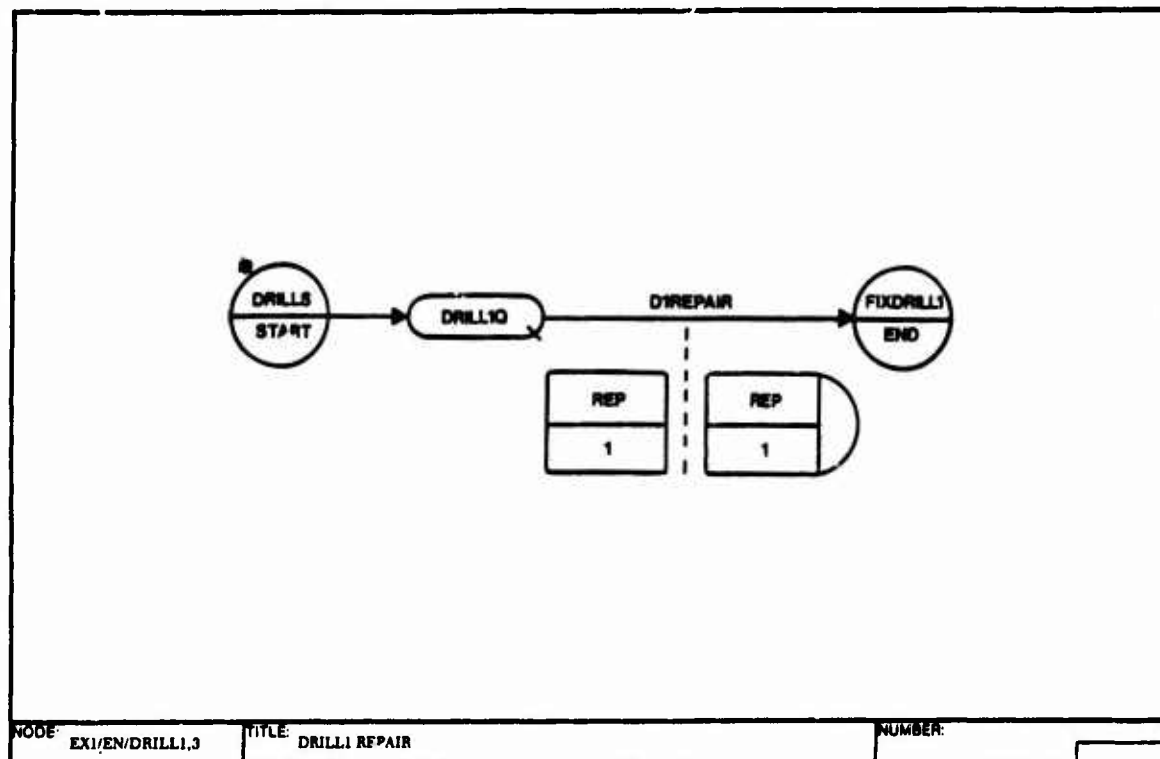 DRILLS
START
DRILL1Q
D1REPAIR
FIXDRILL1
END
REP
1
REP
1
NODE: EX1/EN/DRILL1,3
TITLE: DRILL1 REPAIR
NUMBER: